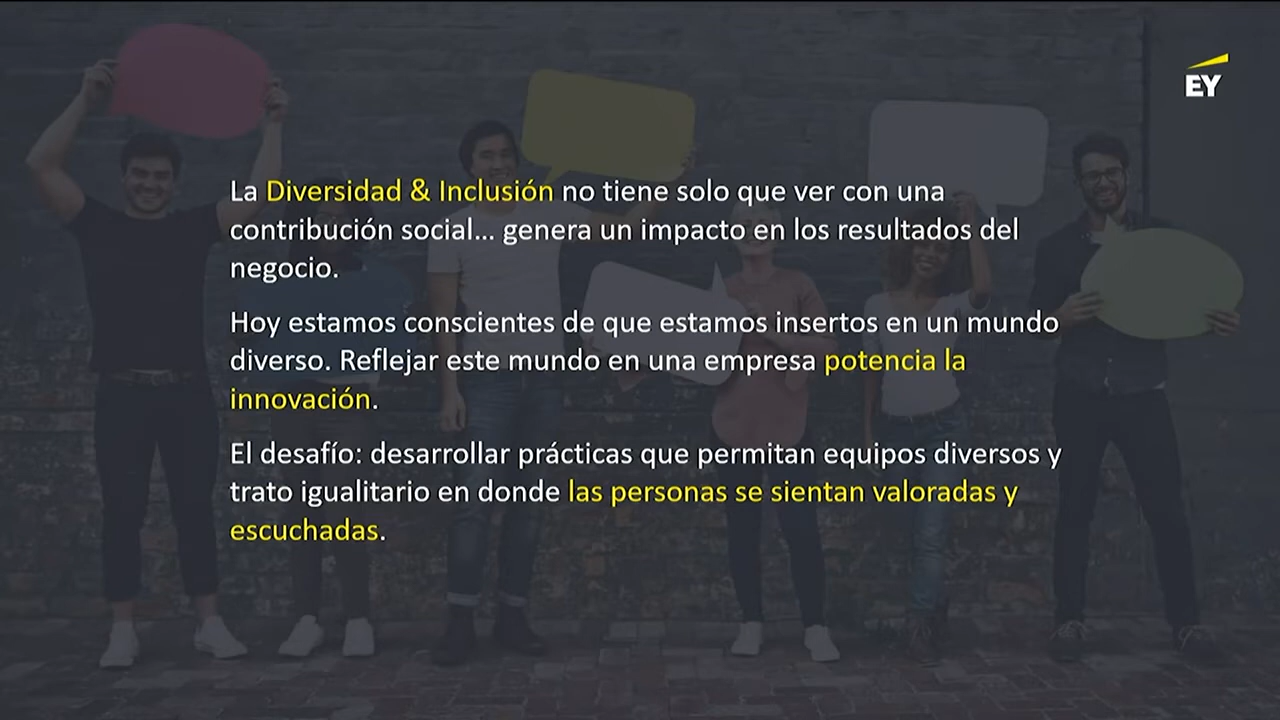 EY
La Diversidad & Inclusión no tiene solo que ver con una
contribución social... genera un impacto en los resultados del
negocio.
Hoy estamos conscientes de que estamos insertos en un mundo
diverso. Reflejar este mundo en una empresa potencia la
innovación.
El desafío: desarrollar prácticas que permitan equipos diversos y
trato igualitario en donde las personas se sientan valoradas y
escuchadas.